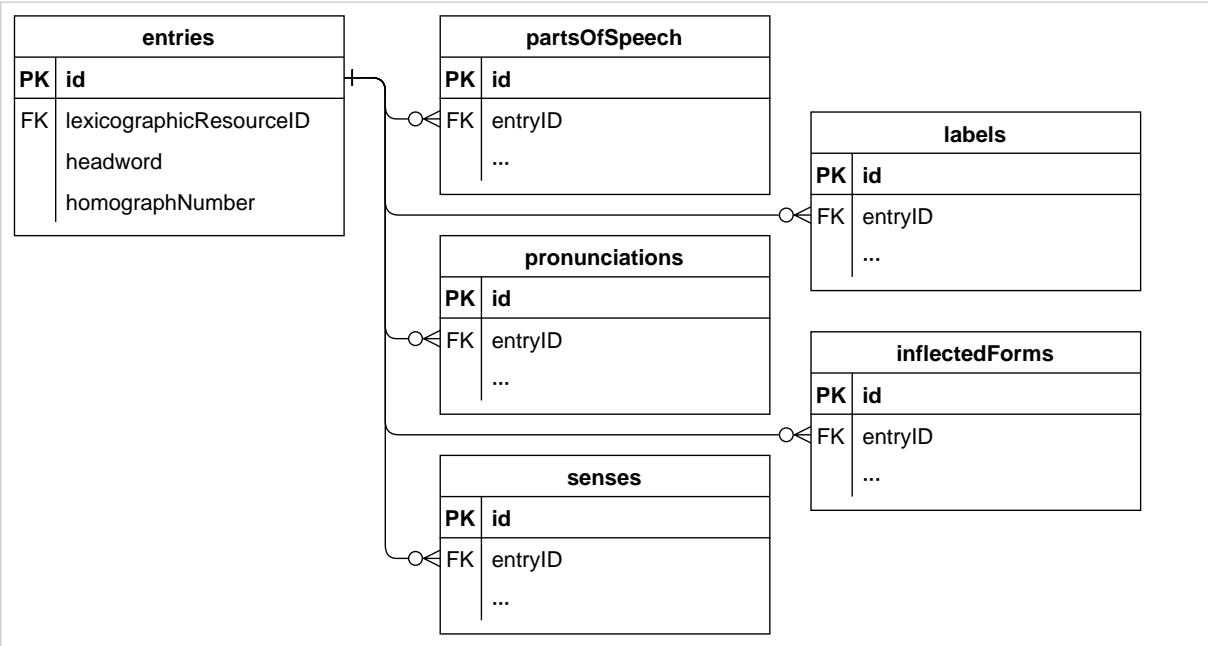 entries
PK id
FK lexicographicResourceID
headword
homographNumber
partsOfSpeech
PK id
FK entryID
...
labels
PK id
FK entryID
...
pronunciations
PK id
FK entryID
...
inflectedForms
PK id
FK entryID
...
senses
PK id
FK entryID
...